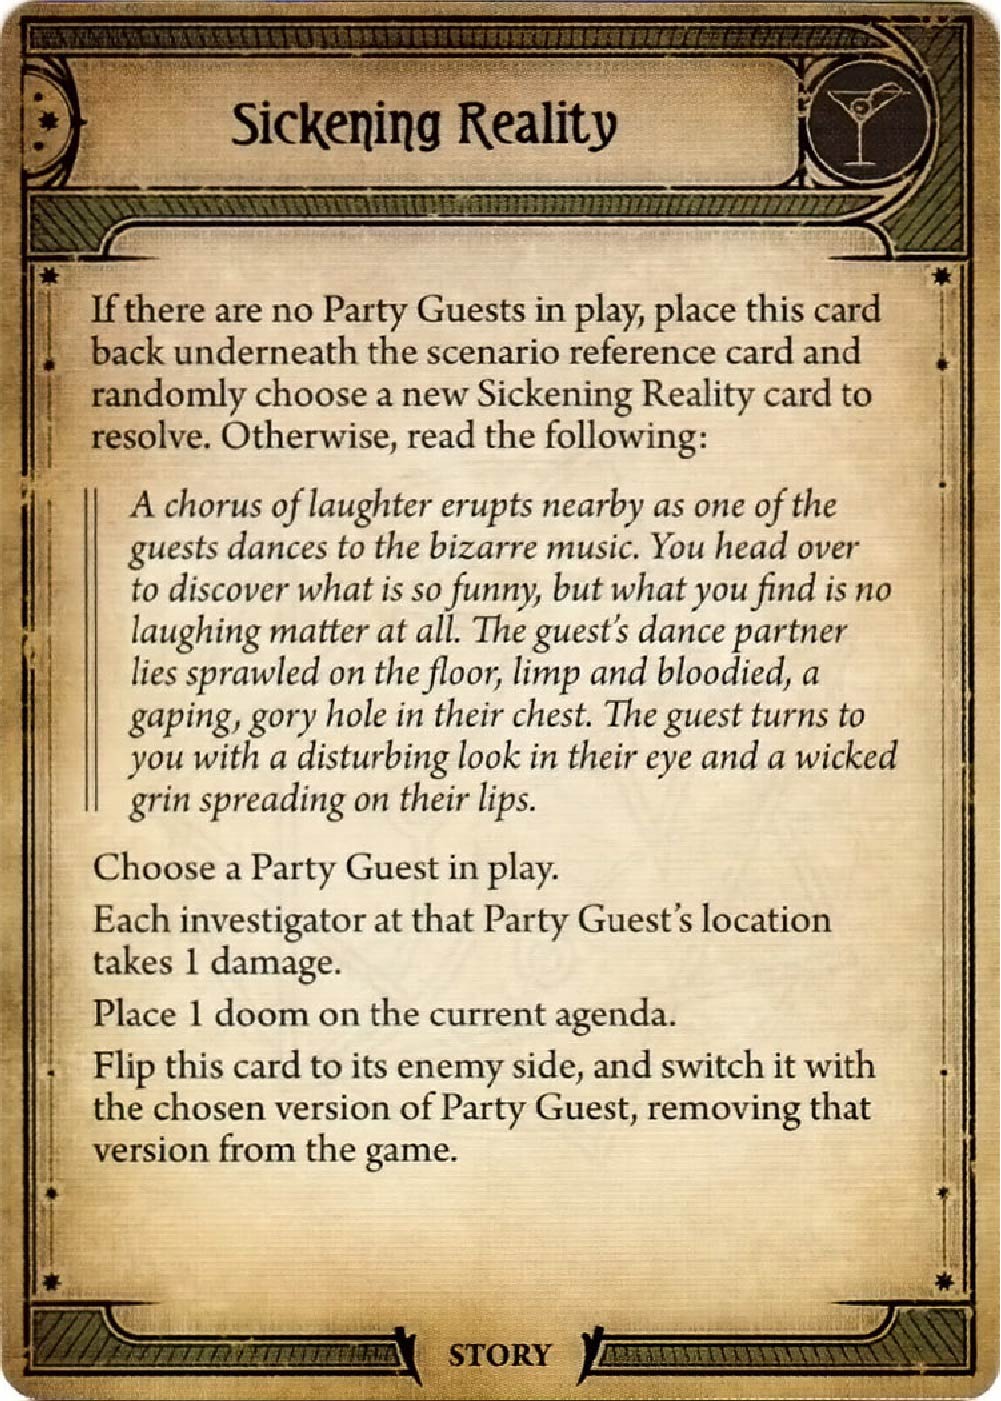 Sickening Reality
If there are no Party Guests in play, place this card
back underneath the scenario reference card and
randomly choose a new Sickening Reality card to
resolve. Otherwise, read the following:
A chorus of laughter erupts nearby as one of the
guests dances to the bizarre music. You head over
to discover what is so funny, but what you find is no
laughing matter at all. The guest's dance partner
lies sprawled on the floor, limp and bloodied, a
gaping, gory hole in their chest. The guest turns to
you with a disturbing look in their eye and a wicked
grin spreading on their lips.
Choose a Party Guest in play.
Each investigator at that Party Guest's location
takes 1 damage.
Place 1 doom on the current agenda.
Flip this card to its enemy side, and switch it with
the chosen version of Party Guest, removing that
version from the game.
STORY